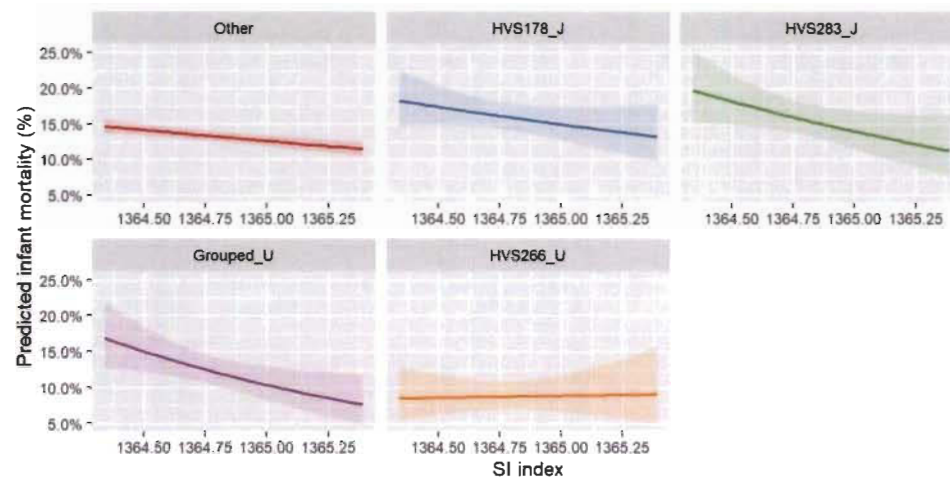 Other
HVS178_J
HVS283_J
25.0%
20.0%
15.0%
10.0%
5.0%
1364.50 1364.75 1365.00 1365.25
1364.50 1364.75 1365.00 1365.25
1364.50 1364.75 1365.00 1365.25
Predicted infant mortality (%)
Grouped_U
HVS266_U
25.0%
20.0%
15.0%
10.0%
5.0%
1364.50 1364.75 1365.00 1365.25
1364.50 1364.75 1365.00 1365.25
SI index